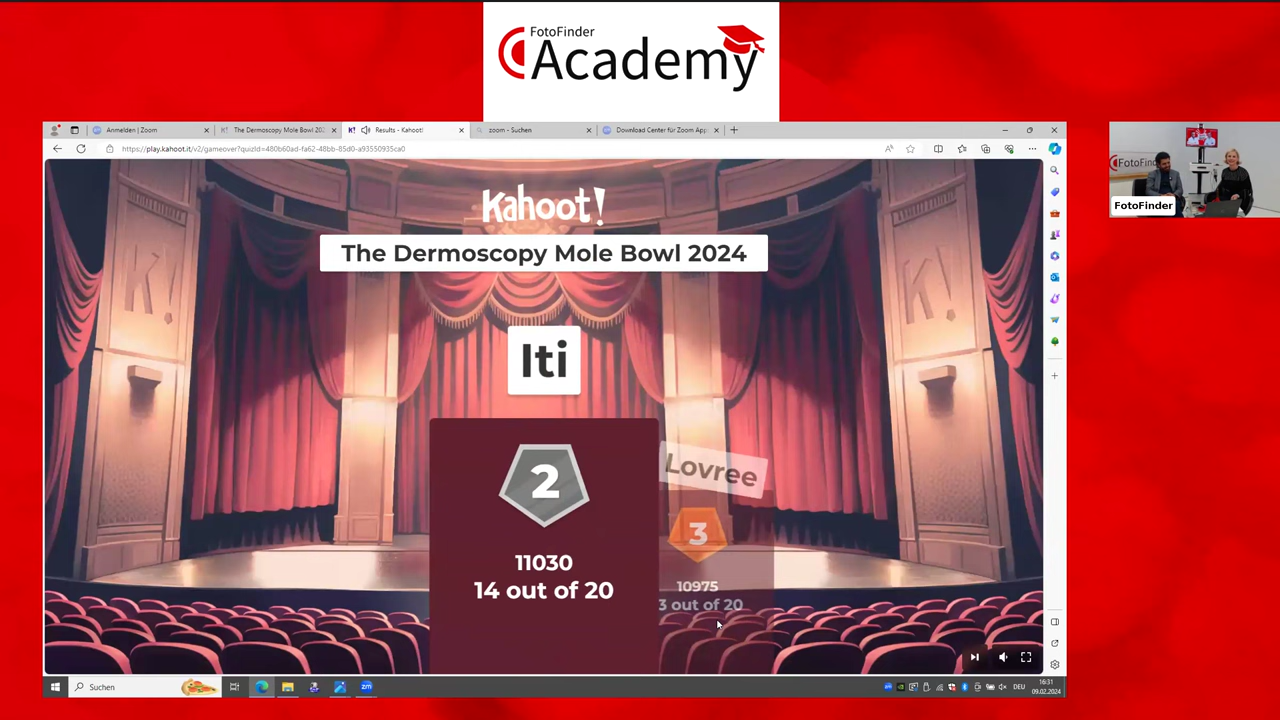 FotoFinder
Academy
Anmelden | Zoom
The Dermoscopy Mole Bowl 202
K! Results - Kahoot!
zoom - Suchen
Download Center für Zoom App
https://play.kahoot.it/v2/gameover?quizId=480b60ad-fa62-48bb-85d0-a93550935ca0
Kahoot!
The Dermoscopy Mole Bowl 2024
K!
K!
Iti
2
11030
14 out of 20
Lovree
3
10975
3 out of 20
FotoFinder
Suchen
zm
DEU
16:31
09.02.2024